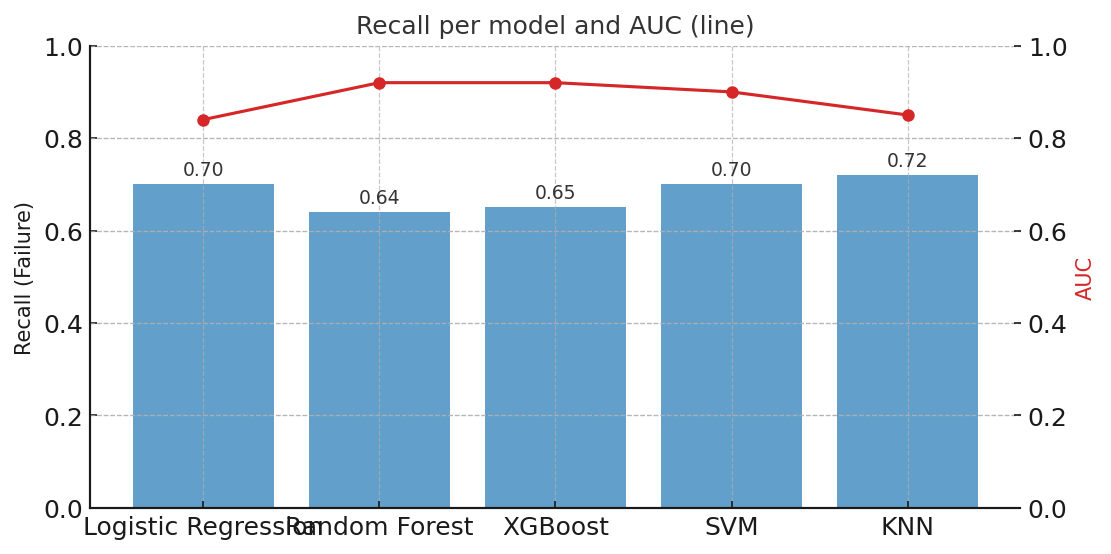 Recall per model and AUC (line)
1.0
0.8
0.6
0.4
0.2
0.0
Recall (Failure)
0.70
0.64
0.65
0.70
0.72
1.0
0.8
0.6
0.4
0.2
0.0
AUC
Logistic Regression
Random Forest
XGBoost
SVM
KNN